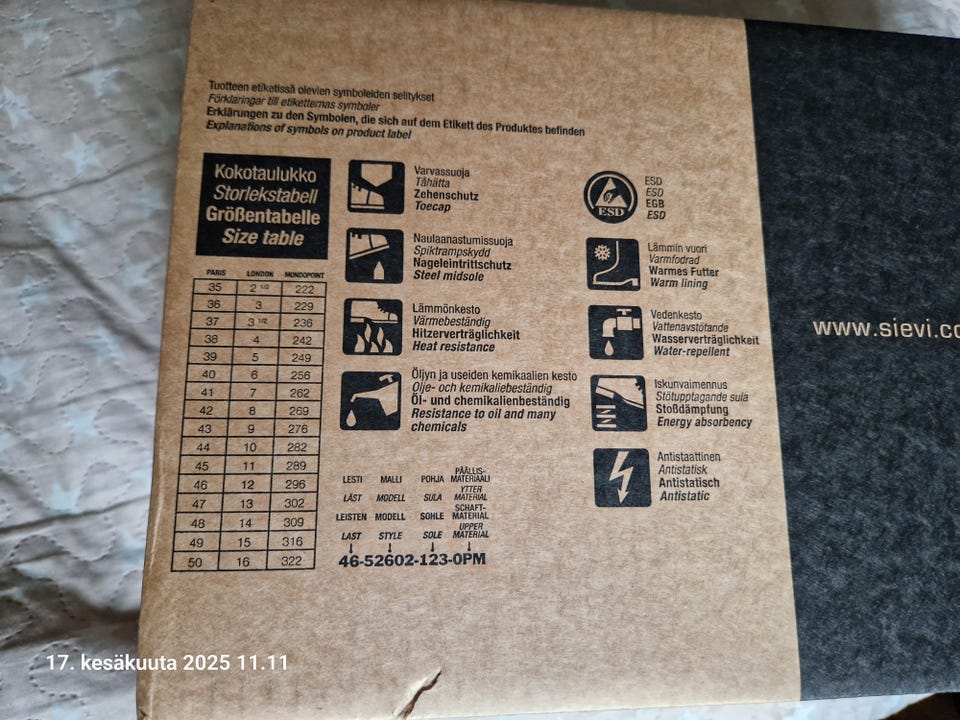 Tuotteen etiketissä olevien symboleiden selitykset
Förklaringar till etiketternas symboler
Erklärungen zu den Symbolen, die sich auf dem Etikett des Produktes befinden
Explanations of symbols on product label
Kokotaulukko
Storlekstabell
Größentabelle
Size table
PARIS LONDON MONDOPOINT
35 2 1/2 222
36 3 229
37 3 1/2 236
38 4 242
39 5 249
40 6 256
41 7 262
42 8 269
43 9 276
44 10 282
45 11 289
46 12 296
47 13 302
48 14 309
49 15 316
50 16 322
Varvassuoja
Tåhätta
Zehenschutz
Toecap
Naulaanastumissuoja
Spiktrampskydd
Nageleintrittschutz
Steel midsole
Lämmönkesto
Värmebeständig
Hitzerverträglichkeit
Heat resistance
Öljyn ja useiden kemikaalien kesto
Olje- och kemikaliebeständig
Öl- und chemikalienbeständig
Resistance to oil and many
chemicals
ESD
ESD
ESD
EGB
ESD
Lämmin vuori
Varmfodrad
Warmes Futter
Warm lining
Vedenkesto
Vattenavstötande
Wasserverträglichkeit
Water-repellent
Iskunvaimennus
Stötupptagande sula
Stoßdämpfung
Energy absorbency
Antistaattinen
Antistatisk
Antistatisch
Antistatic
LESTI MALLI POHJA PÄÄLLIS-
MATERIAALI
LÄST MODELL SULA YTTER
MATERIAL
LEISTEN MODELL SOHLE SCHAFT-
MATERIAL
LAST STYLE SOLE UPPER
MATERIAL
46-52602-123-0PM
www.sievi.co
17. kesäkuuta 2025 11.11